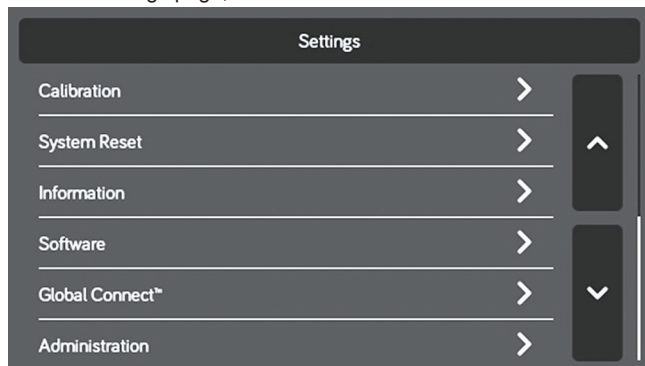 Settings
Calibration
System Reset
Information
Software
Global Connect™
Administration